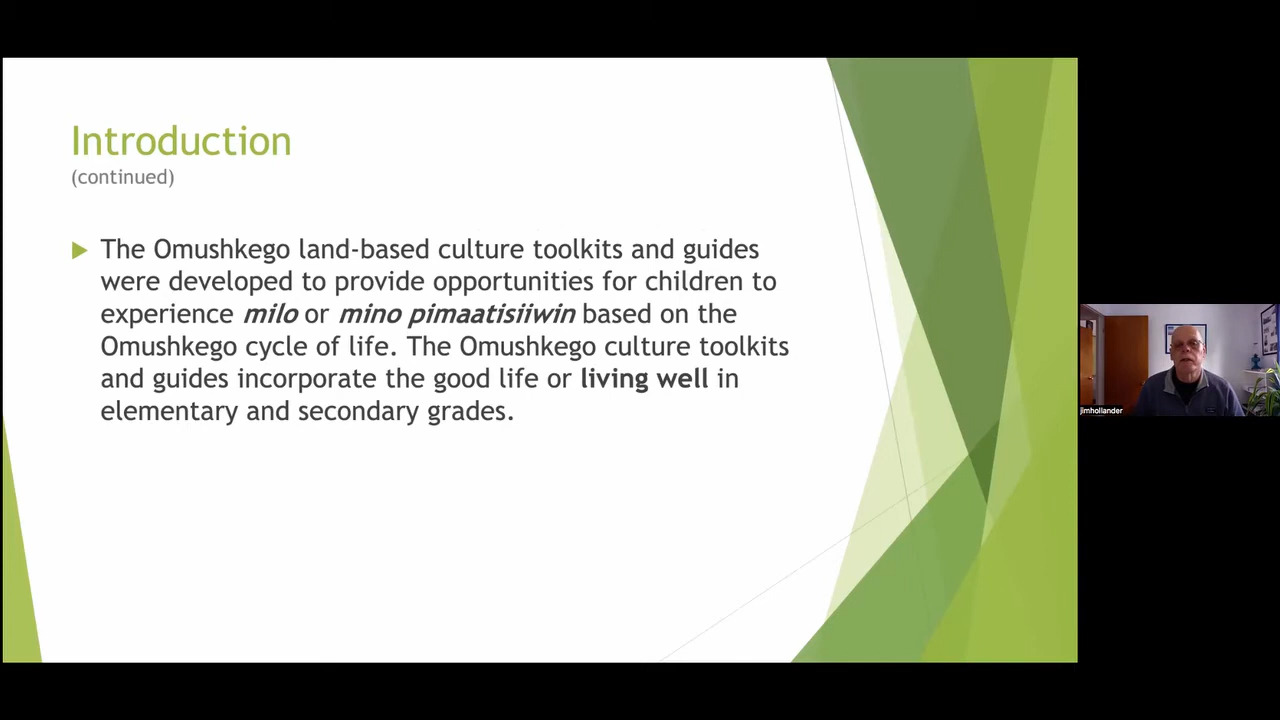 Introduction
(continued)
The Omushkego land-based culture toolkits and guides
were developed to provide opportunities for children to
experience milo or mino pimaatisiiwin based on the
Omushkego cycle of life. The Omushkego culture toolkits
and guides incorporate the good life or living well in
elementary and secondary grades.
jimhollander